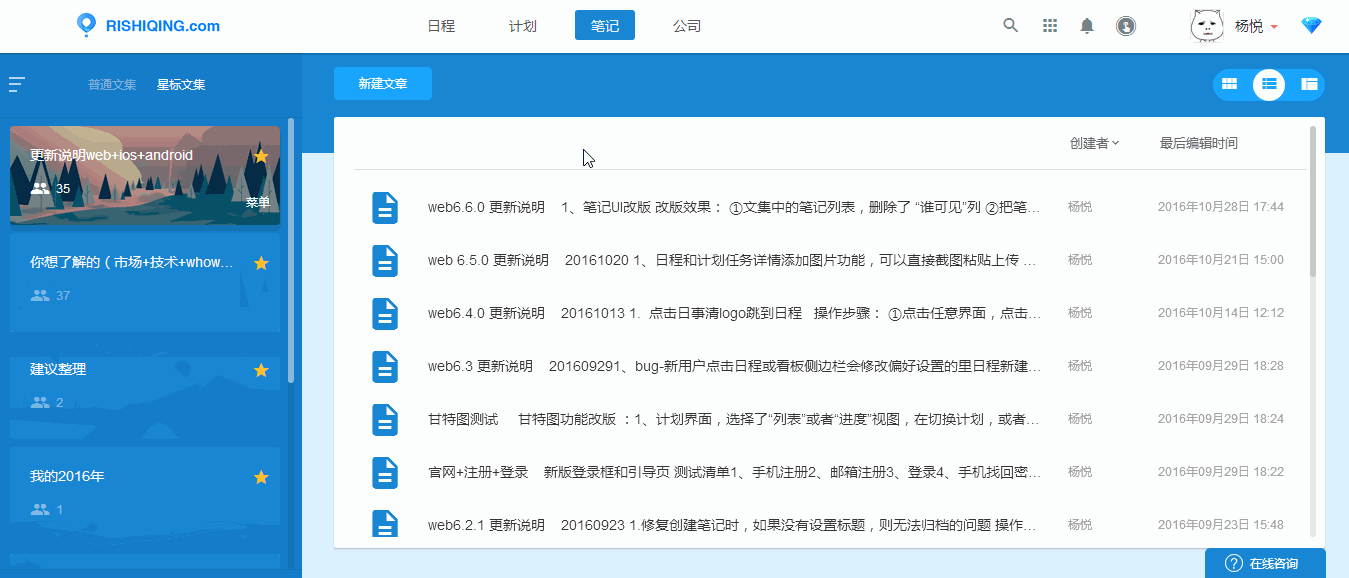 RISHIQING.com 日程 计划 笔记 公司 杨悦
普通文集 星标文集 新建文章
更新说明web+ios+android
35
菜单
你想了解的（市场+技术+whow...
37
建议整理
2
我的2016年
1
创建者 最后编辑时间
web6.6.0 更新说明 1、笔记UI改版 改版效果： ①文集中的笔记列表，删除了 “谁可见”列 ②把笔... 杨悦 2016年10月28日 17:44
web 6.5.0 更新说明 20161020 1、日程和计划任务详情添加图片功能，可以直接截图粘贴上传 ... 杨悦 2016年10月21日 15:00
web6.4.0 更新说明 20161013 1. 点击日事清logo跳到日程 操作步骤： ①点击任意界面，点击... 杨悦 2016年10月14日 12:12
web6.3 更新说明 201609291、bug-新用户点击日程或看板侧边栏会修改偏好设置的里日程新建... 杨悦 2016年09月29日 18:28
甘特图测试 甘特图功能改版 ：1、计划界面，选择了“列表”或者“进度”视图，在切换计划，或者... 杨悦 2016年09月29日 18:24
官网+注册+登录 新版登录框和引导页 测试清单1、手机注册2、邮箱注册3、登录4、手机找回密... 杨悦 2016年09月29日 18:22
web6.2.1 更新说明 20160923 1.修复创建笔记时，如果没有设置标题，则无法归档的问题 操作... 杨悦 2016年09月23日 15:48
? 在线咨询